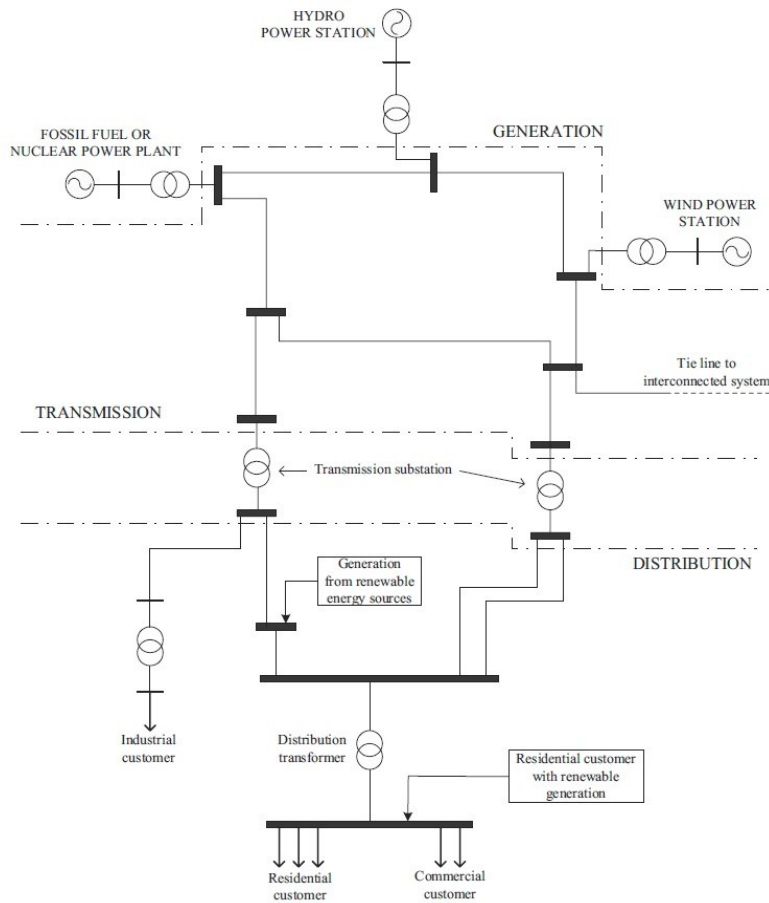 HYDRO
POWER STATION
GENERATION
FOSSIL FUEL OR
NUCLEAR POWER PLANT
WIND POWER
STATION
Tie line to
interconnected system
TRANSMISSION
Transmission substation
DISTRIBUTION
Generation
from renewable
energy sources
Industrial
customer
Distribution
transformer
Residential customer
with renewable
generation
Residential
customer
Commercial
customer